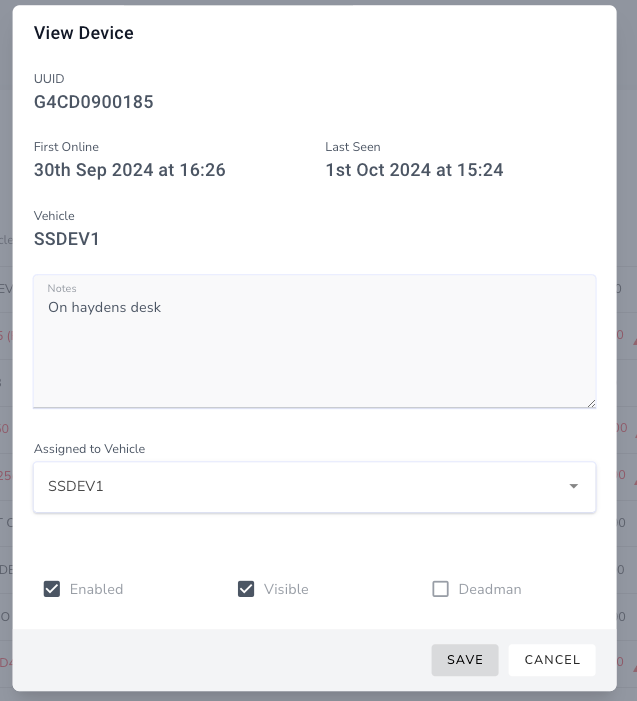 View Device
UUID
G4CD0900185
First Online
Last Seen
30th Sep 2024 at 16:26
1st Oct 2024 at 15:24
Vehicle
SSDEV1
Notes
On haydens desk
Assigned to Vehicle
SSDEV1
Enabled
Visible
Deadman
SAVE
CANCEL